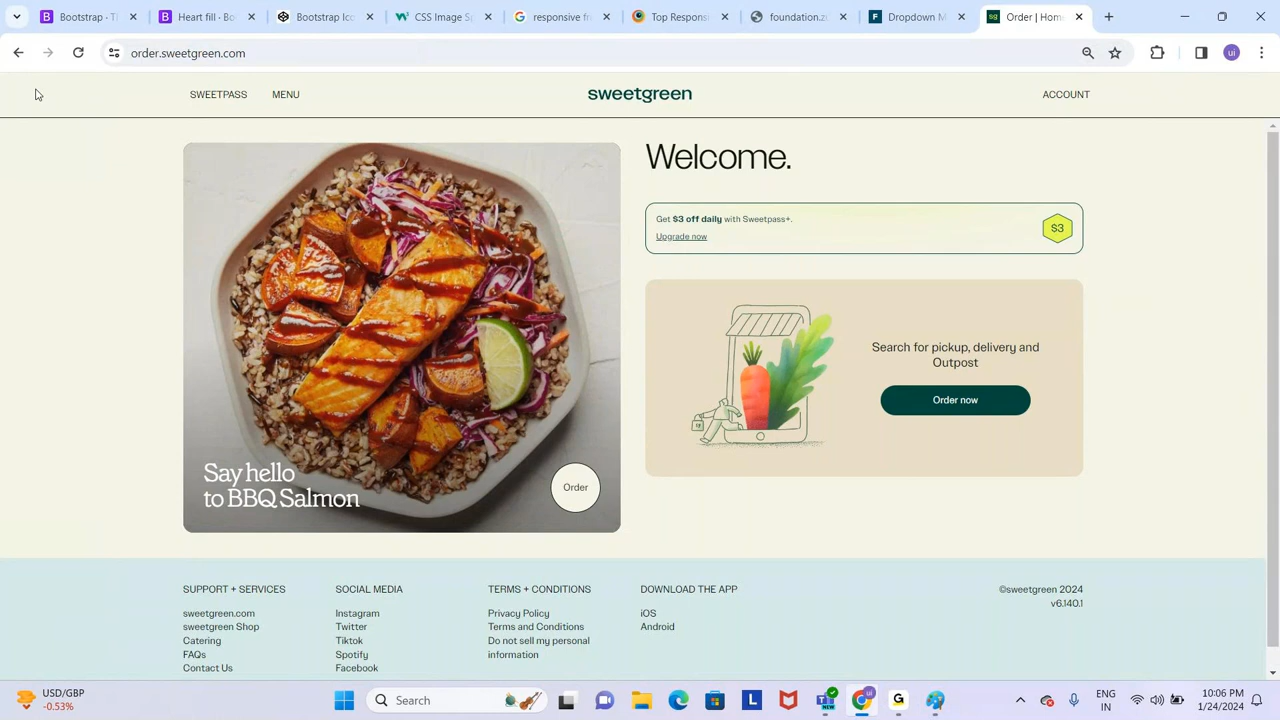 Bootstrap · T
Heart fill · Bo
Bootstrap Ico
CSS Image S
responsive fr
Top Respons
foundation.z
Dropdown M
Order | Hom
order.sweetgreen.com
ui
SWEETPASS
MENU
sweetgreen
ACCOUNT
Say hello
to BBQ Salmon
Order
Welcome.
Get $3 off daily with Sweetpass+.
Upgrade now
$3
Search for pickup, delivery and
Outpost
Order now
SUPPORT + SERVICES
sweetgreen.com
sweetgreen Shop
Catering
FAQs
Contact Us
SOCIAL MEDIA
Instagram
Twitter
Tiktok
Spotify
Facebook
TERMS + CONDITIONS
Privacy Policy
Terms and Conditions
Do not sell my personal
information
DOWNLOAD THE APP
iOS
Android
©sweetgreen 2024
v6.140.1
USD/GBP
-0.53%
Search
ENG
IN
10:06 PM
1/24/2024